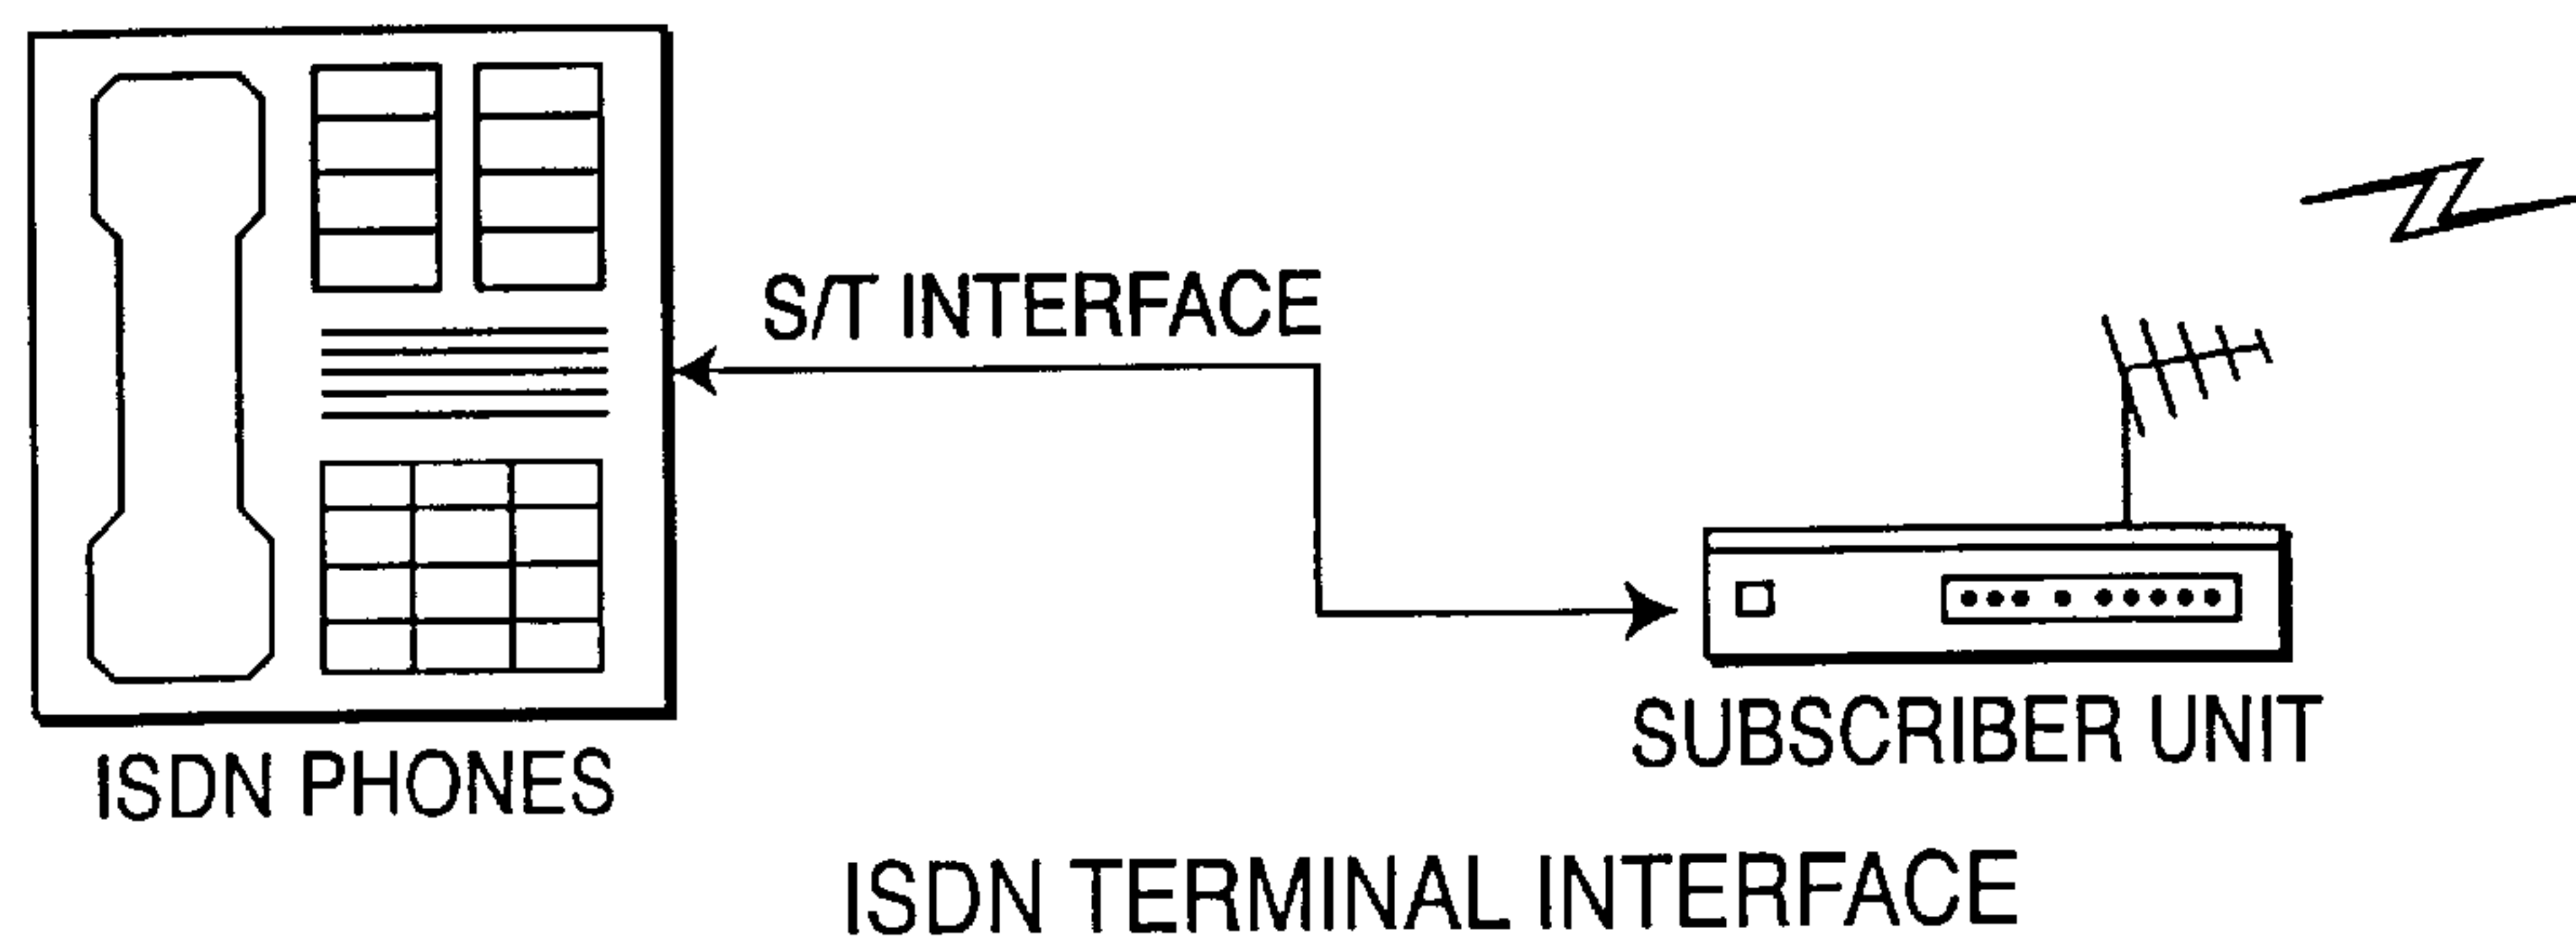 S/T INTERFACE
ISDN PHONES
SUBSCRIBER UNIT
ISDN TERMINAL INTERFACE